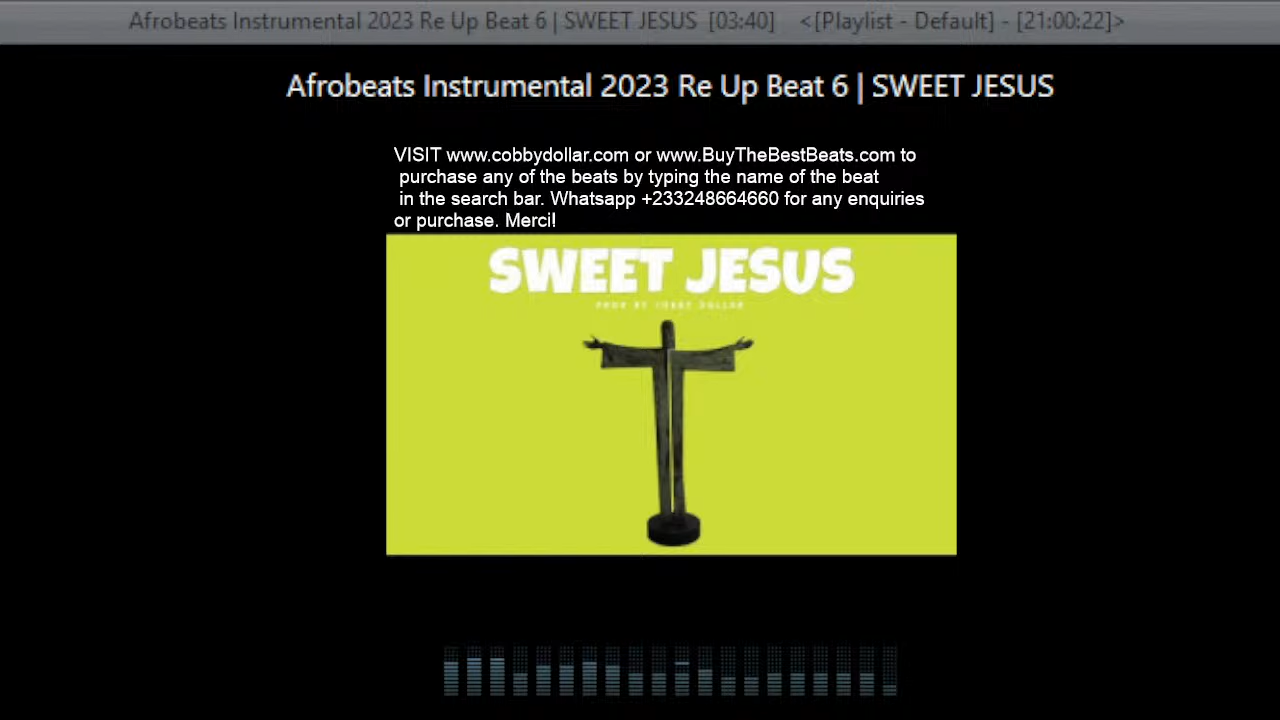 Afrobeats Instrumental 2023 Re Up Beat 6 | SWEET JESUS [03:40] <[Playlist - Default] - [21:00:22]>
Afrobeats Instrumental 2023 Re Up Beat 6 | SWEET JESUS
VISIT www.cobbydollar.com or www.BuyTheBestBeats.com to
purchase any of the beats by typing the name of the beat
in the search bar. Whatsapp +233248664660 for any enquiries
or purchase. Merci!
SWEET JESUS